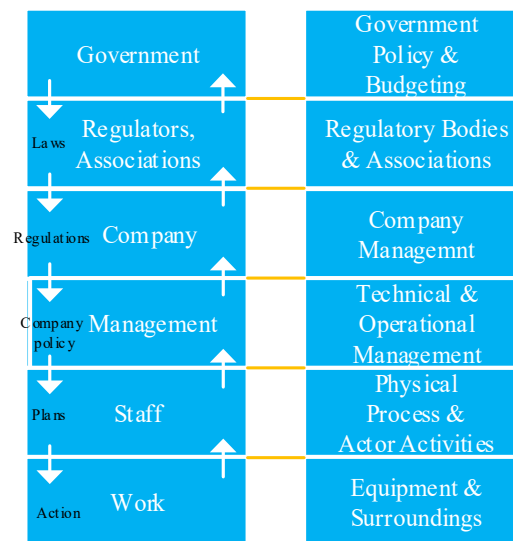 Government
Laws
Regulators,
Associations
Regulations
Company
Company
policy
Management
Plans
Staff
Action
Work
Government
Policy &
Budgeting
Regulatory Bodies
& Associations
Company
Managemnt
Technical &
Operational
Management
Physical
Process &
Actor Activities
Equipment &
Surroundings